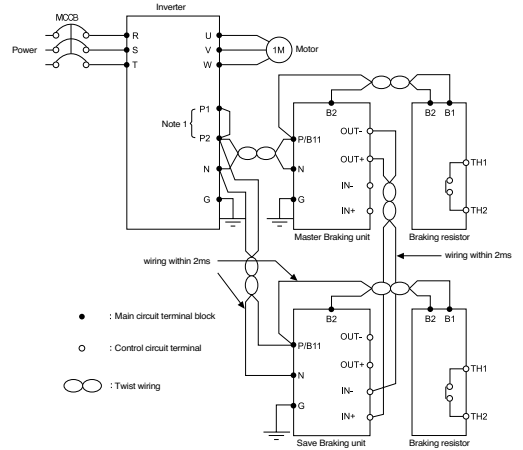 Inverter
MCCB
Power
R
S
T
U
V
W
1M
Motor
P1
Note 1
P2
N
G
B2
P/B11
N
G
OUT-
OUT+
IN-
IN+
Master Braking unit
B2 B1
TH1
TH2
Braking resistor
wiring within 2ms
wiring within 2ms
B2
P/B11
N
G
OUT-
OUT+
IN-
IN+
Save Braking unit
B2 B1
TH1
TH2
Braking resistor
: Main circuit terminal block
: Control circuit terminal
: Twist wiring